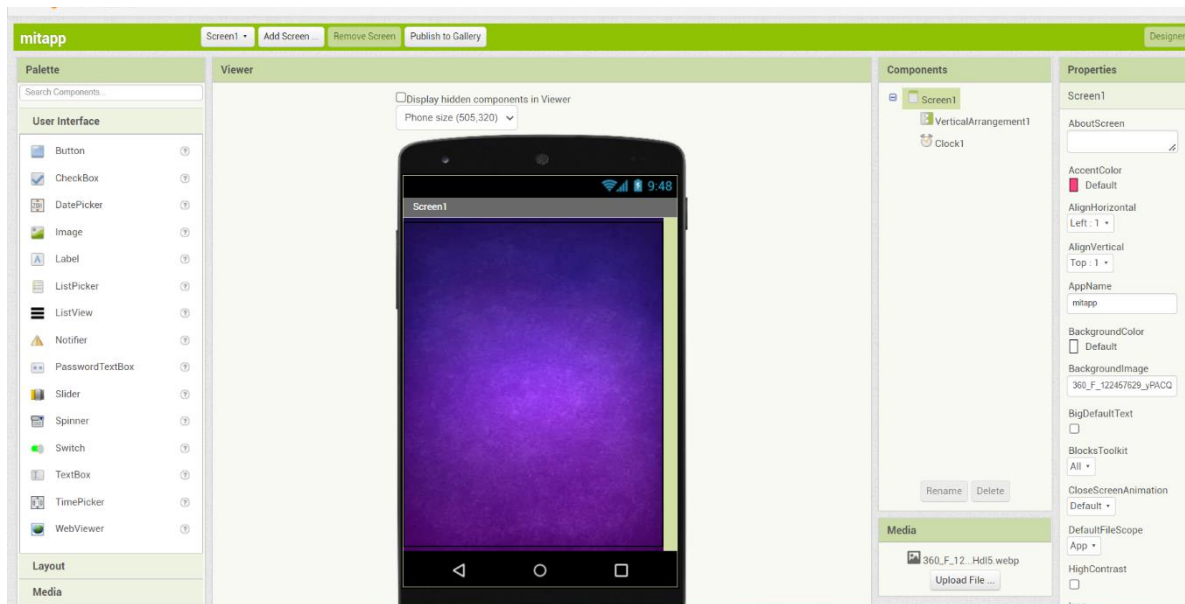 mitapp
Screen1
Add Screen ...
Remove Screen
Publish to Gallery
Designer
Palette
Search Components...
User Interface
Button
CheckBox
DatePicker
Image
Label
ListPicker
ListView
Notifier
PasswordTextBox
Slider
Spinner
Switch
TextBox
TimePicker
WebViewer
Layout
Media
Viewer
Display hidden components in Viewer
Phone size (505,320)
9:48
Screen1
Components
Screen1
VerticalArrangement1
Clock1
Rename
Delete
Media
360_F_12...Hdl5.webp
Upload File ...
Properties
Screen1
AboutScreen
AccentColor
Default
AlignHorizontal
Left : 1
AlignVertical
Top : 1
AppName
mitapp
BackgroundColor
Default
BackgroundImage
360_F_122457629_yPACQ
BigDefaultText
BlocksToolkit
All
CloseScreenAnimation
Default
DefaultFileScope
App
HighContrast